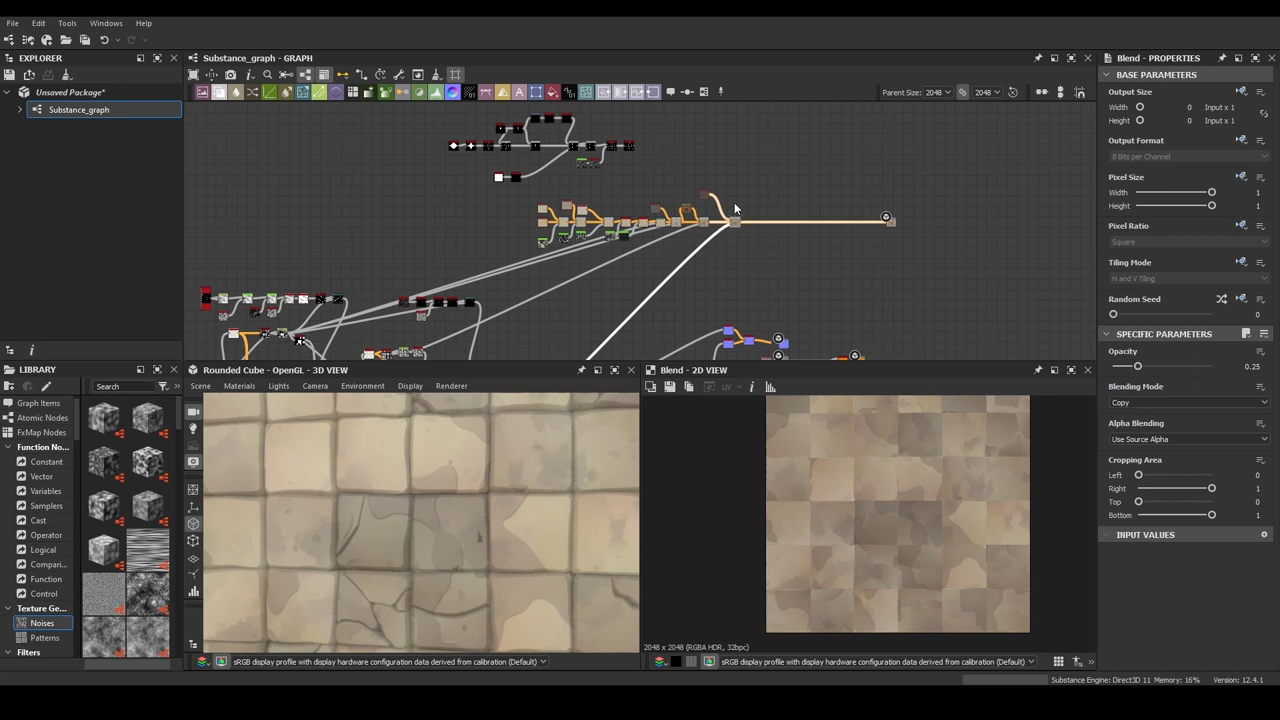 File Edit Tools Windows Help
EXPLORER
Unsaved Package*
Substance_graph
Substance_graph - GRAPH
Parent Size: 2048 2048
LIBRARY
Search
Graph Items
Atomic Nodes
FxMap Nodes
Function No...
Constant
Vector
Variables
Samplers
Cast
Operator
Logical
Compari...
Function
Control
Texture Ge...
Noises
Patterns
Filters
Rounded Cube - OpenGL - 3D VIEW
Scene Materials Lights Camera Environment Display Renderer
sRGB display profile with display hardware configuration data derived from calibration (Default)
Blend - 2D VIEW
UV
2048 x 2048 (RGBA HDR, 32bpc)
sRGB display profile with display hardware configuration data derived from calibration (Default)
Blend - PROPERTIES
BASE PARAMETERS
Output Size
Width 0 Input x 1
Height 0 Input x 1
Output Format
8 Bits per Channel
Pixel Size
Width 1
Height 1
Pixel Ratio
Square
Tiling Mode
H and V Tiling
Random Seed
0
SPECIFIC PARAMETERS
Opacity
0.25
Blending Mode
Copy
Alpha Blending
Use Source Alpha
Cropping Area
Left 0
Right 1
Top 0
Bottom 1
INPUT VALUES
Substance Engine: Direct3D 11 Memory: 16% Version: 12.4.1